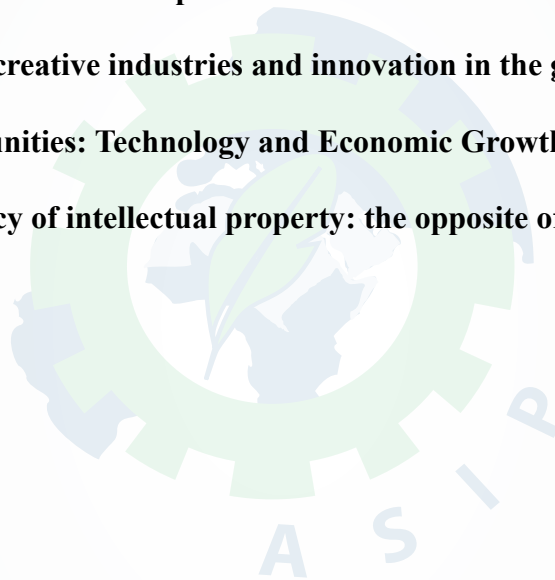 creative industries and innovation in the
unities: Technology and Economic Growth
cy of intellectual property: the opposite of
A S I P